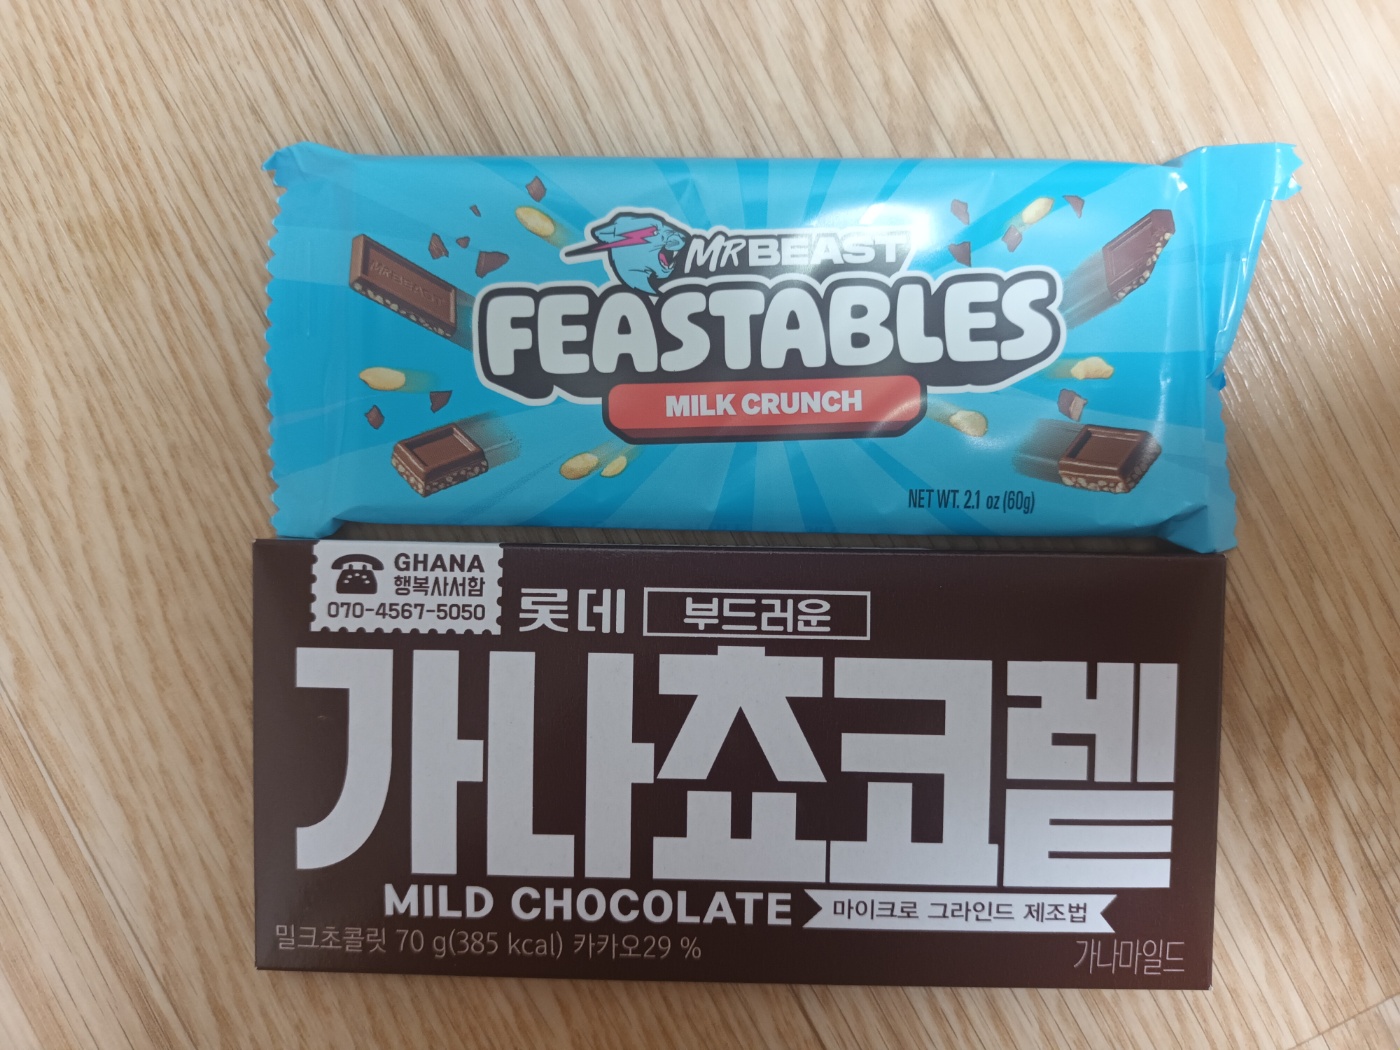 MR BEAST
FEASTABLES
MILK CRUNCH
NET WT. 2.1 oz (60g)
GHANA
행복사서함
070-4567-5050
롯데 부드러운
가나쵸코렡
MILD CHOCOLATE 마이크로 그라인드 제조법
밀크초콜릿 70 g(385 kcal) 카카오29 %
가나마일드